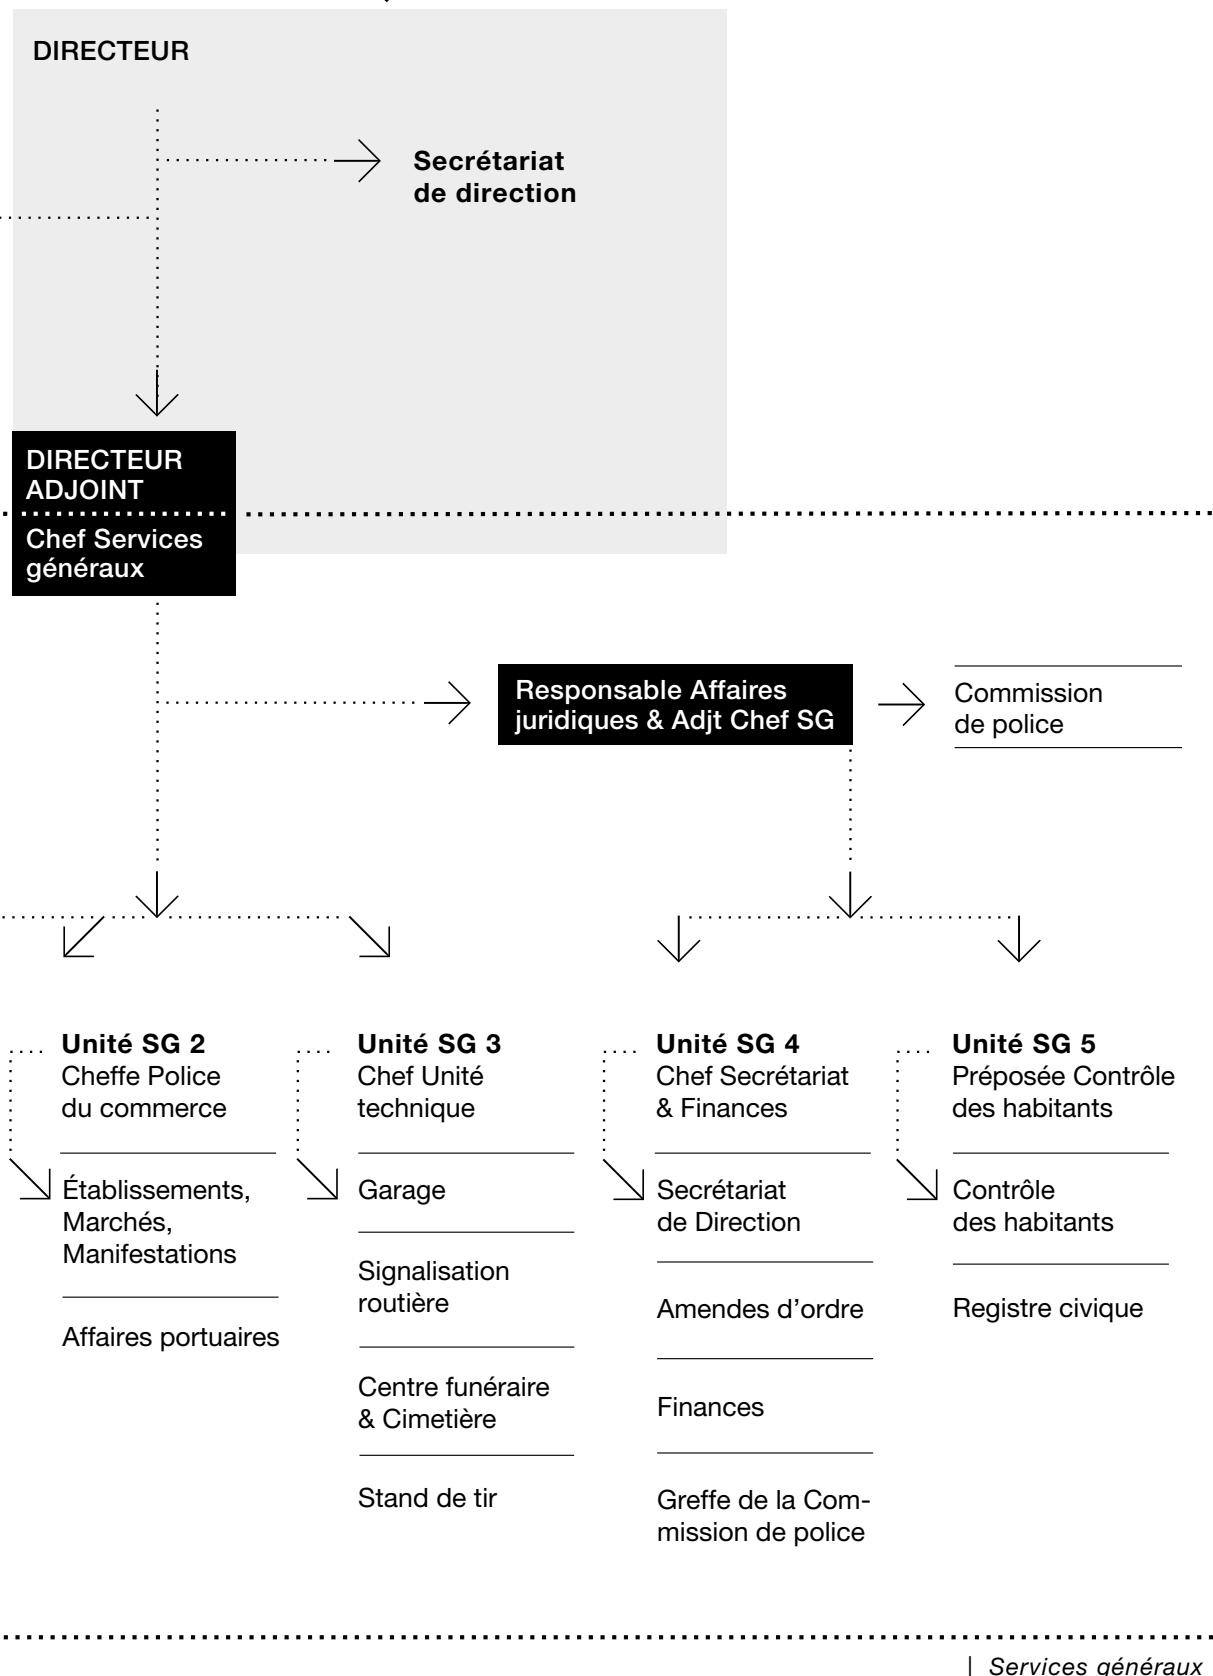 DIRECTEUR
Secrétariat
de direction
DIRECTEUR
ADJOINT
Chef Services
généraux
Responsable Affaires
juridiques & Adjt Chef SG
Commission
de police
Unité SG 2
Cheffe Police
du commerce
Établissements,
Marchés,
Manifestations
Affaires portuaires
Unité SG 3
Chef Unité
technique
Garage
Signalisation
routière
Centre funéraire
& Cimetière
Stand de tir
Unité SG 4
Chef Secrétariat
& Finances
Secrétariat
de Direction
Amendes d’ordre
Finances
Greffe de la Com-
mission de police
Unité SG 5
Préposée Contrôle
des habitants
Contrôle
des habitants
Registre civique
| Services généraux